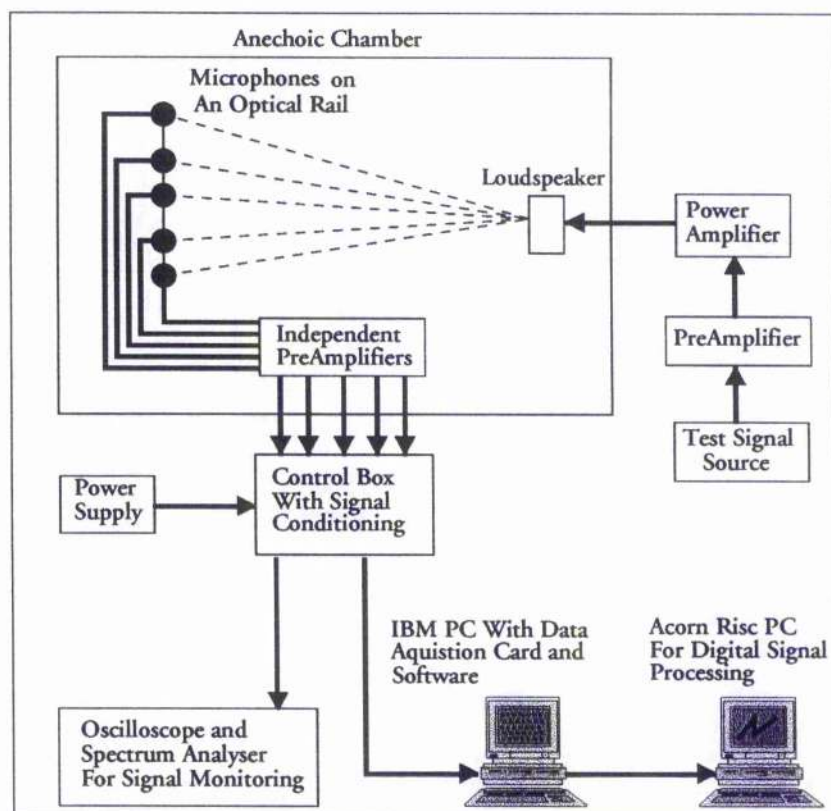 Anechoic Chamber
Microphones on
An Optical Rail
Loudspeaker
Power
Amplifier
Independent
PreAmplifiers
PreAmplifier
Test Signal
Source
Power
Supply
Control Box
With Signal
Conditioning
IBM PC With Data
Aquistion Card and
Software
Acorn Risc PC
For Digital Signal
Processing
Oscilloscope and
Spectrum Analyser
For Signal Monitoring